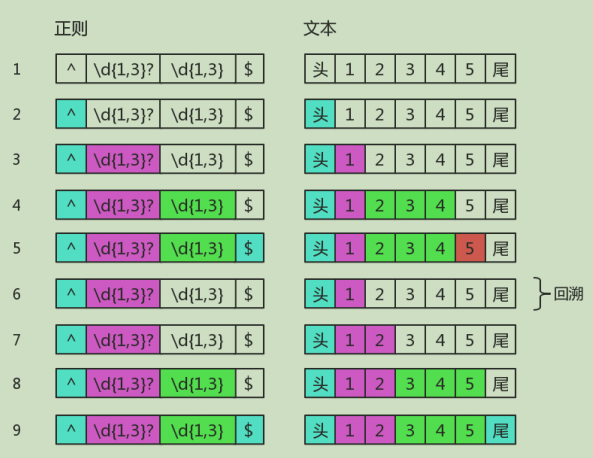 正则 文本
1 ^ \d{1,3}? \d{1,3} $ 头 1 2 3 4 5 尾
2 ^ \d{1,3}? \d{1,3} $ 头 1 2 3 4 5 尾
3 ^ \d{1,3}? \d{1,3} $ 头 1 2 3 4 5 尾
4 ^ \d{1,3}? \d{1,3} $ 头 1 2 3 4 5 尾
5 ^ \d{1,3}? \d{1,3} $ 头 1 2 3 4 5 尾
6 ^ \d{1,3}? \d{1,3} $ 头 1 2 3 4 5 尾 回溯
7 ^ \d{1,3}? \d{1,3} $ 头 1 2 3 4 5 尾
8 ^ \d{1,3}? \d{1,3} $ 头 1 2 3 4 5 尾
9 ^ \d{1,3}? \d{1,3} $ 头 1 2 3 4 5 尾